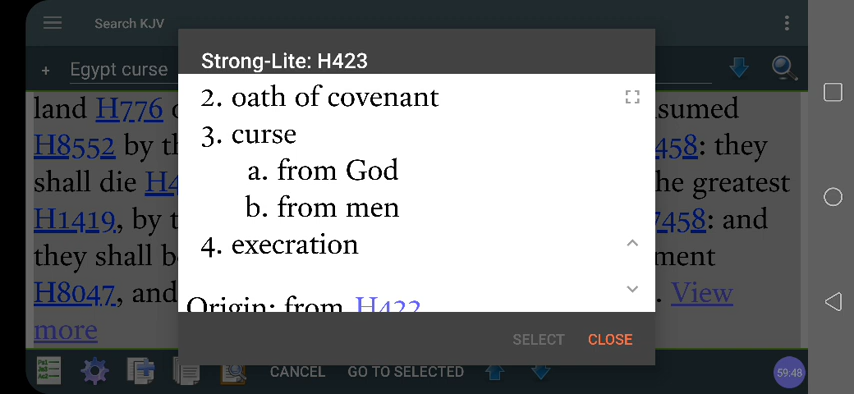 Search KJV
Strong-Lite: H423
+ Egypt curse
2. oath of covenant
3. curse
a. from God
b. from men
4. execration
Origin: from H422
SELECT CLOSE
land H776
sumed
H8552 by t
458: they
shall die H4
he greatest
H1419, by t
7458: and
they shall b
ment
H8047, and
. View
more
CANCEL GO TO SELECTED
59:48